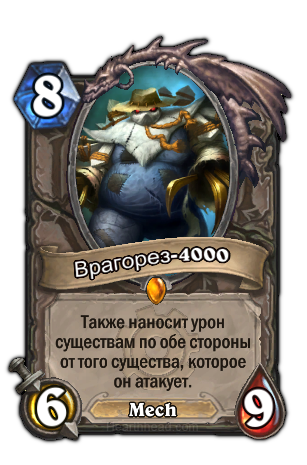 8
Врагорез-4000
Также наносит урон
существам по обе стороны
от того существа, которое
он атакует.
6
Mech
9